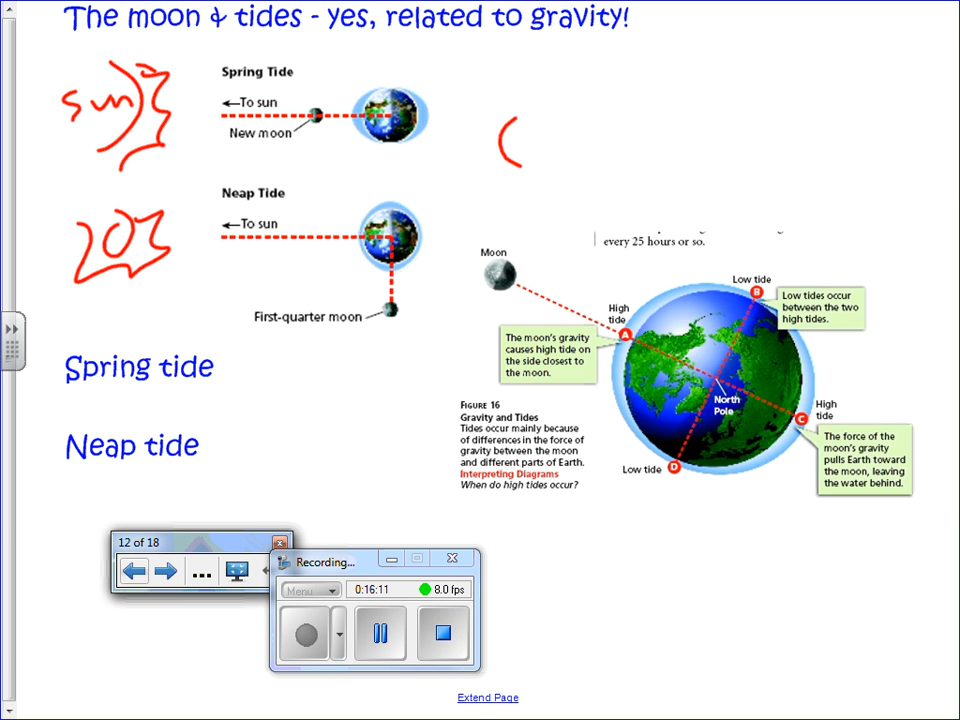 The moon & tides - yes, related to gravity!
Spring Tide
sun
←To sun
New moon
Neap Tide
←To sun
First-quarter moon
every 25 hours or so.
Moon
Low tide
B
Low tides occur
between the two
high tides.
High
tide
A
The moon's gravity
causes high tide on
the side closest to
the moon.
North
Pole
High
tide
C
The force of the
moon's gravity
pulls Earth toward
the moon, leaving
the water behind.
Low tide
D
FIGURE 16
Gravity and Tides
Tides occur mainly because
of differences in the force of
gravity between the moon
and different parts of Earth.
Interpreting Diagrams
When do high tides occur?
Spring tide
Neap tide
12 of 18
Recording...
Menu
0:16:11
8.0 fps
Extend Page